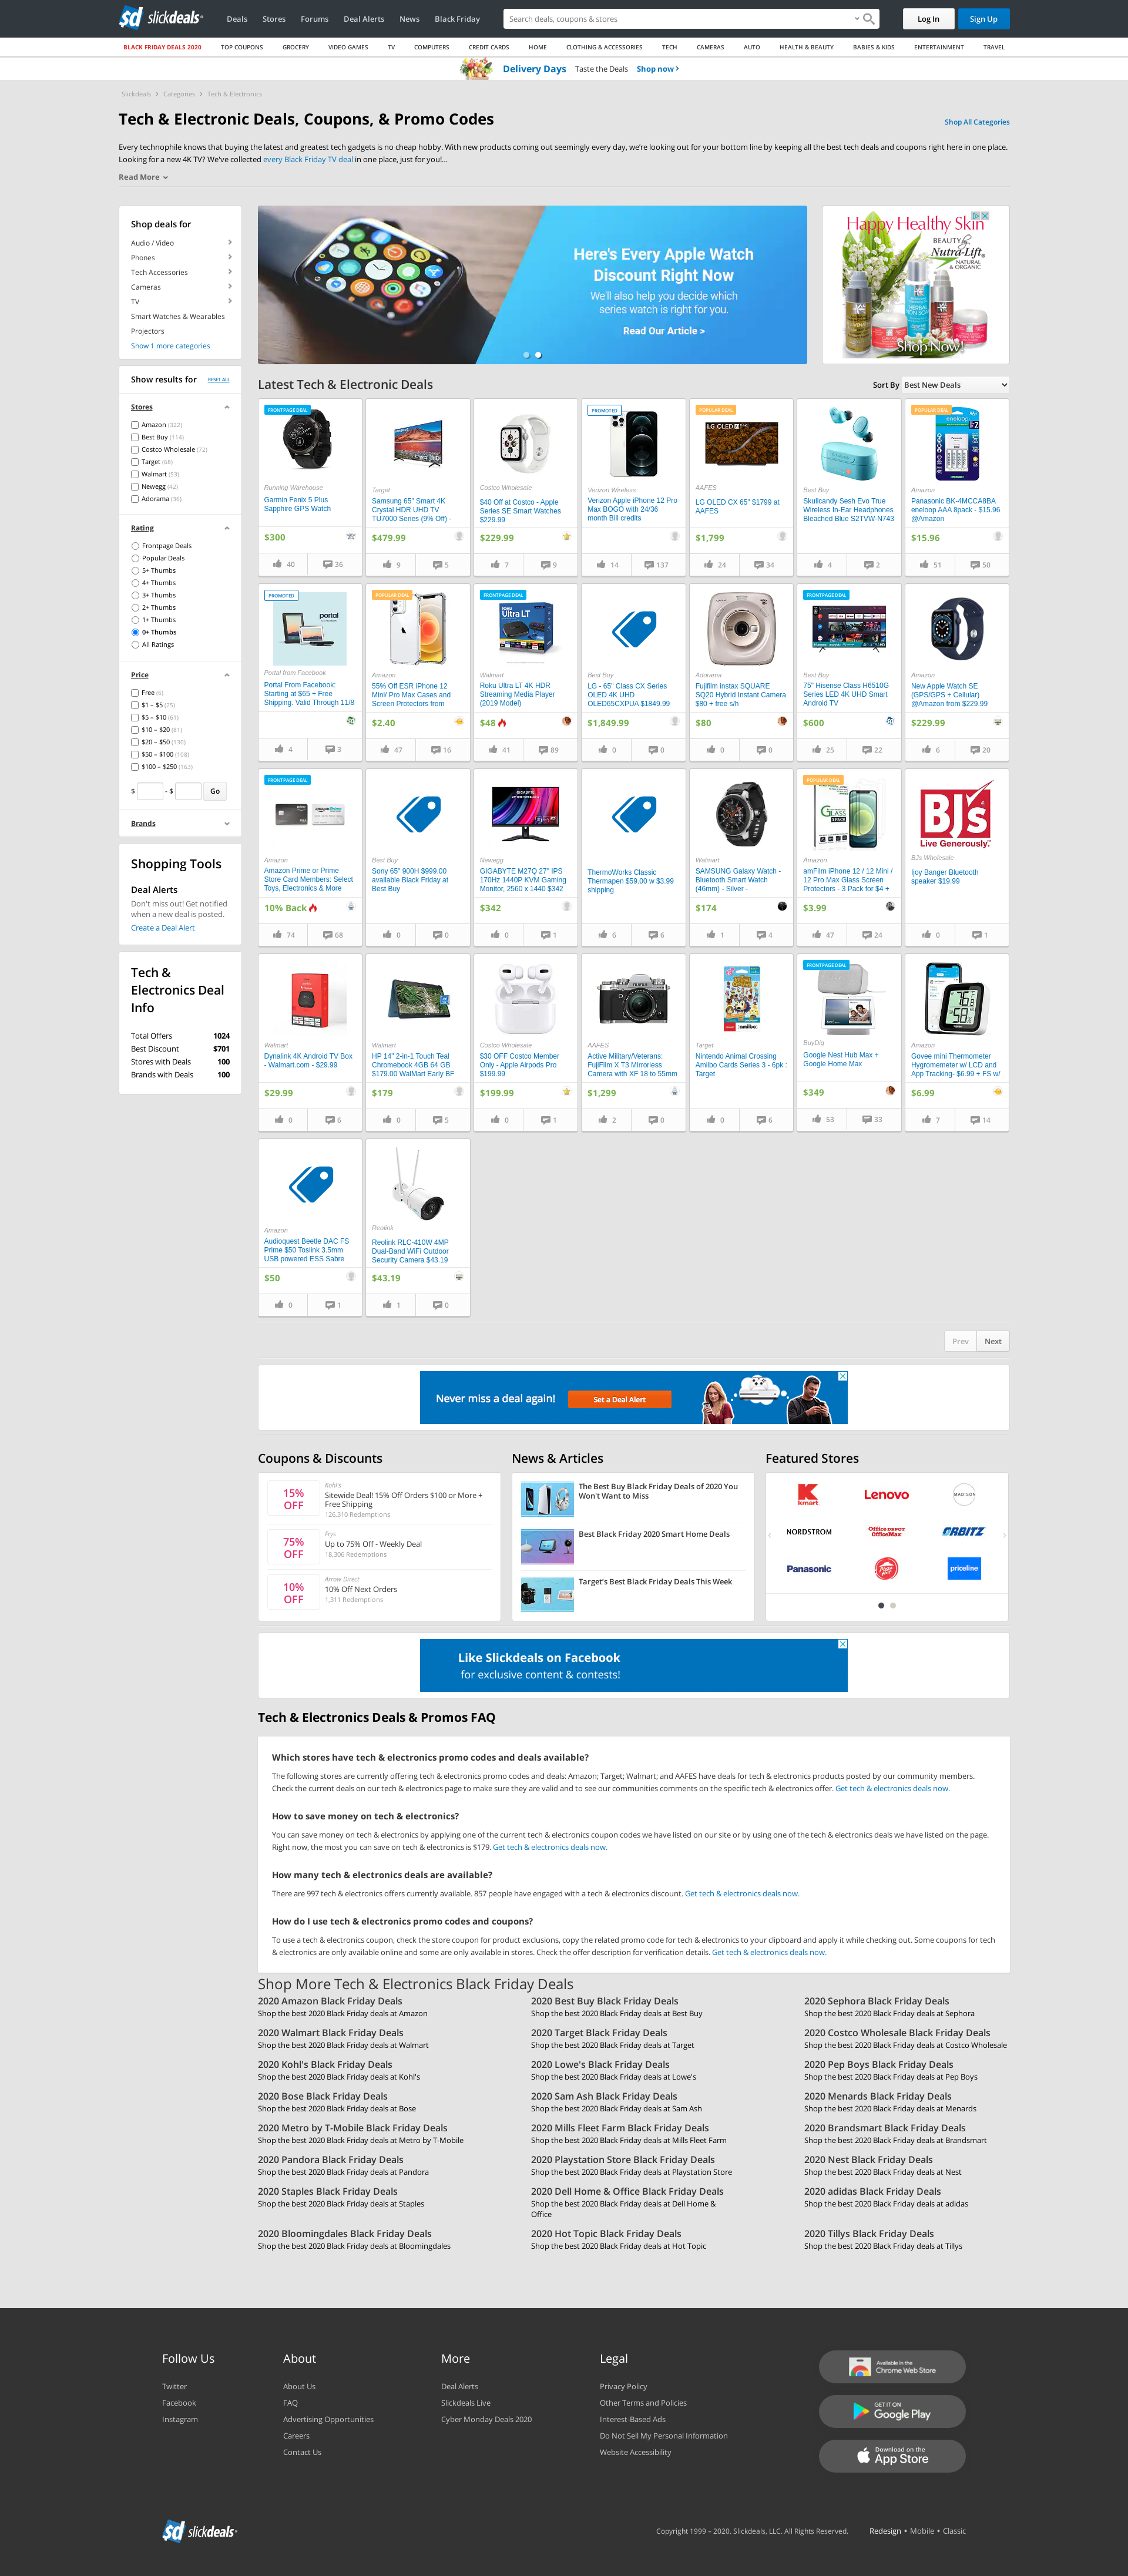 sd slickdeals
Deals
Stores
Forums
Deal Alerts
News
Black Friday
Search deals, coupons & stores
Log In
Sign Up
BLACK FRIDAY DEALS 2020
TOP COUPONS
GROCERY
VIDEO GAMES
TV
COMPUTERS
CREDIT CARDS
HOME
CLOTHING & ACCESSORIES
TECH
CAMERAS
AUTO
HEALTH & BEAUTY
BABIES & KIDS
ENTERTAINMENT
TRAVEL
Delivery Days Taste the Deals Shop now >
Slickdeals > Categories > Tech & Electronics
Tech & Electronic Deals, Coupons, & Promo Codes
Shop All Categories
Every technophile knows that buying the latest and greatest tech gadgets is no cheap hobby. With new products coming out seemingly every day, we're looking out for your bottom line by keeping all the best tech deals and coupons right here in one place.
Looking for a new 4K TV? We've collected every Black Friday TV deal in one place, just for you!...
Read More
Shop deals for
Audio / Video
Phones
Tech Accessories
Cameras
TV
Smart Watches & Wearables
Projectors
Show 1 more categories
Here's Every Apple Watch
Discount Right Now
We'll also help you decide which
series watch is right for you.
Read Our Article >
Happy Healthy Skin
BEAUTY by
Nutra-Lift®
NATURAL
& ORGANIC
Shop Now!
Show results for
RESET ALL
Stores
Amazon (322)
Best Buy (114)
Costco Wholesale (72)
Target (68)
Walmart (53)
Newegg (42)
Adorama (36)
Rating
Frontpage Deals
Popular Deals
5+ Thumbs
4+ Thumbs
3+ Thumbs
2+ Thumbs
1+ Thumbs
0+ Thumbs
All Ratings
Price
Free (6)
$1 – $5 (25)
$5 – $10 (61)
$10 – $20 (81)
$20 – $50 (130)
$50 – $100 (108)
$100 – $250 (163)
$ - $ Go
Brands
Shopping Tools
Deal Alerts
Don't miss out! Get notified
when a new deal is posted.
Create a Deal Alert
Tech &
Electronics Deal
Info
Total Offers 1024
Best Discount $701
Stores with Deals 100
Brands with Deals 100
Latest Tech & Electronic Deals
Sort By Best New Deals
FRONTPAGE DEAL
Running Warehouse
Garmin Fenix 5 Plus
Sapphire GPS Watch
$300
40 36
Target
Samsung 65" Smart 4K
Crystal HDR UHD TV
TU7000 Series (9% Off) -
$479.99
9 5
Costco Wholesale
$40 Off at Costco - Apple
Series SE Smart Watches
$229.99
$229.99
7 9
PROMOTED
Verizon Wireless
Verizon Apple iPhone 12 Pro
Max BOGO with 24/36
month Bill credits
14 137
POPULAR DEAL
LG OLED
AAFES
LG OLED CX 65" $1799 at
AAFES
$1,799
24 34
Best Buy
Skullcandy Sesh Evo True
Wireless In-Ear Headphones
Bleached Blue S2TVW-N743
4 2
POPULAR DEAL
eneloop
Amazon
Panasonic BK-4MCCA8BA
eneloop AAA 8pack - $15.96
@Amazon
$15.96
51 50
PROMOTED
portal
Portal from Facebook
Portal From Facebook:
Starting at $65 + Free
Shipping. Valid Through 11/8
4 3
POPULAR DEAL
Amazon
55% Off ESR iPhone 12
Mini/ Pro Max Cases and
Screen Protectors from
$2.40
47 16
FRONTPAGE DEAL
Roku
Ultra LT
Walmart
Roku Ultra LT 4K HDR
Streaming Media Player
(2019 Model)
$48
41 89
Best Buy
LG - 65" Class CX Series
OLED 4K UHD
OLED65CXPUA $1849.99
$1,849.99
0 0
Adorama
Fujifilm instax SQUARE
SQ20 Hybrid Instant Camera
$80 + free s/h
$80
0 0
FRONTPAGE DEAL
Best Buy
75" Hisense Class H6510G
Series LED 4K UHD Smart
Android TV
$600
25 22
Amazon
New Apple Watch SE
(GPS/GPS + Cellular)
@Amazon from $229.99
$229.99
6 20
FRONTPAGE DEAL
Amazon
Amazon Prime or Prime
Store Card Members: Select
Toys, Electronics & More
10% Back
74 68
Best Buy
Sony 65" 900H $999.00
available Black Friday at
Best Buy
0 0
Newegg
GIGABYTE M27Q 27" IPS
170Hz 1440P KVM Gaming
Monitor, 2560 x 1440 $342
$342
0 1
ThermoWorks Classic
Thermapen $59.00 w $3.99
shipping
6 6
Walmart
SAMSUNG Galaxy Watch -
Bluetooth Smart Watch
(46mm) - Silver -
$174
1 4
POPULAR DEAL
GLASS
Amazon
amFilm iPhone 12 / 12 Mini /
12 Pro Max Glass Screen
Protectors - 3 Pack for $4 +
$3.99
47 24
BJ's
Live Generously.
BJs Wholesale
Ijoy Banger Bluetooth
speaker $19.99
0 1
Walmart
Dynalink 4K Android TV Box
- Walmart.com - $29.99
$29.99
0 6
Walmart
HP 14" 2-in-1 Touch Teal
Chromebook 4GB 64 GB
$179.00 WalMart Early BF
$179
0 5
Costco Wholesale
$30 OFF Costco Member
Only - Apple Airpods Pro
$199.99
$199.99
0 1
AAFES
Active Military/Veterans:
FujiFilm X T3 Mirrorless
Camera with XF 18 to 55mm
$1,299
2 0
Target
Nintendo Animal Crossing
Amiibo Cards Series 3 - 6pk :
Target
0 6
FRONTPAGE DEAL
BuyDig
Google Nest Hub Max +
Google Home Max
$349
53 33
Amazon
Govee mini Thermometer
Hygromemeter w/ LCD and
App Tracking- $6.99 + FS w/
$6.99
7 14
Amazon
Audioquest Beetle DAC FS
Prime $50 Toslink 3.5mm
USB powered ESS Sabre
$50
0 1
Reolink
Reolink RLC-410W 4MP
Dual-Band WiFi Outdoor
Security Camera $43.19
$43.19
1 0
Prev Next
Never miss a deal again! Set a Deal Alert
Coupons & Discounts
15%
OFF
Kohl's
Sitewide Deal! 15% Off Orders $100 or More +
Free Shipping
126,310 Redemptions
75%
OFF
Frys
Up to 75% Off - Weekly Deal
18,306 Redemptions
10%
OFF
Arrow Direct
10% Off Next Orders
1,311 Redemptions
News & Articles
The Best Buy Black Friday Deals of 2020 You
Won't Want to Miss
Best Black Friday 2020 Smart Home Deals
Target's Best Black Friday Deals This Week
Featured Stores
kmart
Lenovo
MADISON
NORDSTROM
Office DEPOT
OfficeMax
ORBITZ
Panasonic
priceline
Like Slickdeals on Facebook
for exclusive content & contests!
Tech & Electronics Deals & Promos FAQ
Which stores have tech & electronics promo codes and deals available?
The following stores are currently offering tech & electronics promo codes and deals: Amazon; Target; Walmart; and AAFES have deals for tech & electronics products posted by our community members.
Check the current deals on our tech & electronics page to make sure they are valid and to see our communities comments on the specific tech & electronics offer. Get tech & electronics deals now.
How to save money on tech & electronics?
You can save money on tech & electronics by applying one of the current tech & electronics coupon codes we have listed on our site or by using one of the tech & electronics deals we have listed on the page.
Right now, the most you can save on tech & electronics is $179. Get tech & electronics deals now.
How many tech & electronics deals are available?
There are 997 tech & electronics offers currently available. 857 people have engaged with a tech & electronics discount. Get tech & electronics deals now.
How do I use tech & electronics promo codes and coupons?
To use a tech & electronics coupon, check the store coupon for product exclusions, copy the related promo code for tech & electronics to your clipboard and apply it while checking out. Some coupons for tech
& electronics are only available online and some are only available in stores. Check the offer description for verification details. Get tech & electronics deals now.
Shop More Tech & Electronics Black Friday Deals
2020 Amazon Black Friday Deals
Shop the best 2020 Black Friday deals at Amazon
2020 Best Buy Black Friday Deals
Shop the best 2020 Black Friday deals at Best Buy
2020 Sephora Black Friday Deals
Shop the best 2020 Black Friday deals at Sephora
2020 Walmart Black Friday Deals
Shop the best 2020 Black Friday deals at Walmart
2020 Target Black Friday Deals
Shop the best 2020 Black Friday deals at Target
2020 Costco Wholesale Black Friday Deals
Shop the best 2020 Black Friday deals at Costco Wholesale
2020 Kohl's Black Friday Deals
Shop the best 2020 Black Friday deals at Kohl's
2020 Lowe's Black Friday Deals
Shop the best 2020 Black Friday deals at Lowe's
2020 Pep Boys Black Friday Deals
Shop the best 2020 Black Friday deals at Pep Boys
2020 Bose Black Friday Deals
Shop the best 2020 Black Friday deals at Bose
2020 Sam Ash Black Friday Deals
Shop the best 2020 Black Friday deals at Sam Ash
2020 Menards Black Friday Deals
Shop the best 2020 Black Friday deals at Menards
2020 Metro by T-Mobile Black Friday Deals
Shop the best 2020 Black Friday deals at Metro by T-Mobile
2020 Mills Fleet Farm Black Friday Deals
Shop the best 2020 Black Friday deals at Mills Fleet Farm
2020 Brandsmart Black Friday Deals
Shop the best 2020 Black Friday deals at Brandsmart
2020 Pandora Black Friday Deals
Shop the best 2020 Black Friday deals at Pandora
2020 Playstation Store Black Friday Deals
Shop the best 2020 Black Friday deals at Playstation Store
2020 Nest Black Friday Deals
Shop the best 2020 Black Friday deals at Nest
2020 Staples Black Friday Deals
Shop the best 2020 Black Friday deals at Staples
2020 Dell Home & Office Black Friday Deals
Shop the best 2020 Black Friday deals at Dell Home &
Office
2020 adidas Black Friday Deals
Shop the best 2020 Black Friday deals at adidas
2020 Bloomingdales Black Friday Deals
Shop the best 2020 Black Friday deals at Bloomingdales
2020 Hot Topic Black Friday Deals
Shop the best 2020 Black Friday deals at Hot Topic
2020 Tillys Black Friday Deals
Shop the best 2020 Black Friday deals at Tillys
Follow Us
Twitter
Facebook
Instagram
About
About Us
FAQ
Advertising Opportunities
Careers
Contact Us
More
Deal Alerts
Slickdeals Live
Cyber Monday Deals 2020
Legal
Privacy Policy
Other Terms and Policies
Interest-Based Ads
Do Not Sell My Personal Information
Website Accessibility
Available in the
Chrome Web Store
GET IT ON
Google Play
Download on the
App Store
sd slickdeals
Copyright 1999 – 2020. Slickdeals, LLC. All Rights Reserved.
Redesign • Mobile • Classic